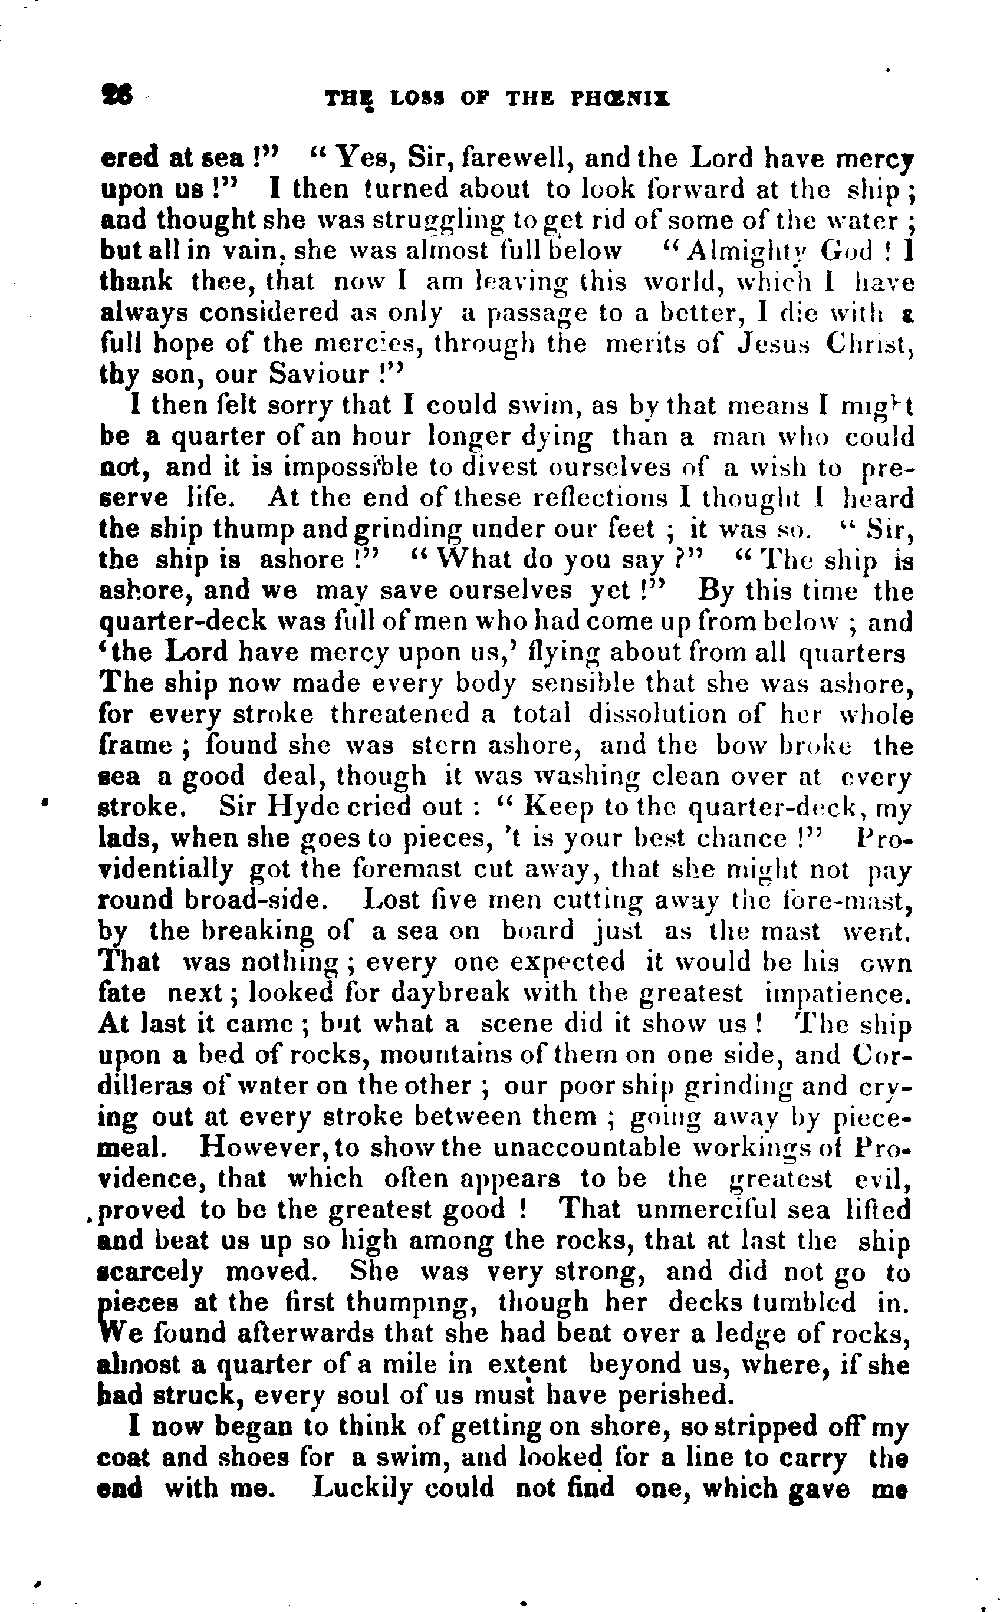 26 THE LOSS OF THE PHŒNIX
ered at sea !" " Yes, Sir, farewell, and the Lord have mercy
upon us !" I then turned about to look forward at the ship ;
and thought she was struggling to get rid of some of the water ;
but all in vain, she was almost full below " Almighty God ! I
thank thee, that now I am leaving this world, which I have
always considered as only a passage to a better, I die with a
full hope of the mercies, through the merits of Jesus Christ,
thy son, our Saviour !"
I then felt sorry that I could swim, as by that means I might
be a quarter of an hour longer dying than a man who could
not, and it is impossible to divest ourselves of a wish to pre-
serve life. At the end of these reflections I thought I heard
the ship thump and grinding under our feet ; it was so. " Sir,
the ship is ashore !" " What do you say ?" " The ship is
ashore, and we may save ourselves yet !" By this time the
quarter-deck was full of men who had come up from below ; and
'the Lord have mercy upon us,' flying about from all quarters
The ship now made every body sensible that she was ashore,
for every stroke threatened a total dissolution of her whole
frame ; found she was stern ashore, and the bow broke the
sea a good deal, though it was washing clean over at every
stroke. Sir Hyde cried out : " Keep to the quarter-deck, my
lads, when she goes to pieces, 't is your best chance !" Pro-
videntially got the foremast cut away, that she might not pay
round broad-side. Lost five men cutting away the fore-mast,
by the breaking of a sea on board just as the mast went.
That was nothing ; every one expected it would be his own
fate next ; looked for daybreak with the greatest impatience.
At last it came ; but what a scene did it show us ! The ship
upon a bed of rocks, mountains of them on one side, and Cor-
dilleras of water on the other ; our poor ship grinding and cry-
ing out at every stroke between them ; going away by piece-
meal. However, to show the unaccountable workings of Pro-
vidence, that which often appears to be the greatest evil,
proved to be the greatest good ! That unmerciful sea lifted
and beat us up so high among the rocks, that at last the ship
scarcely moved. She was very strong, and did not go to
pieces at the first thumping, though her decks tumbled in.
We found afterwards that she had beat over a ledge of rocks,
almost a quarter of a mile in extent beyond us, where, if she
had struck, every soul of us must have perished.
I now began to think of getting on shore, so stripped off my
coat and shoes for a swim, and looked for a line to carry the
end with me. Luckily could not find one, which gave me